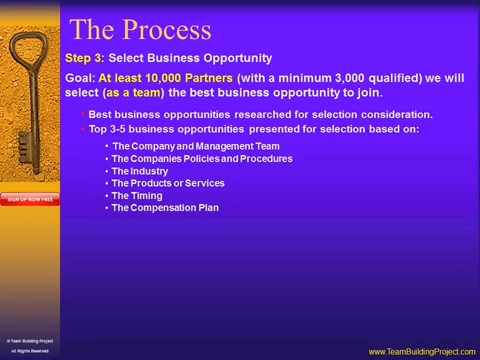 The Process
Step 3: Select Business Opportunity
Goal: At least 10,000 Partners (with a minimum 3,000 qualified) we will
select (as a team) the best business opportunity to join.
Best business opportunities researched for selection consideration.
Top 3-5 business opportunities presented for selection based on:
• The Company and Management Team
• The Companies Policies and Procedures
• The Industry
• The Products or Services
• The Timing
• The Compensation Plan
SIGN UP NOW FREE
© Team Building Project
All Rights Reserved
www.TeamBuildingProject.com